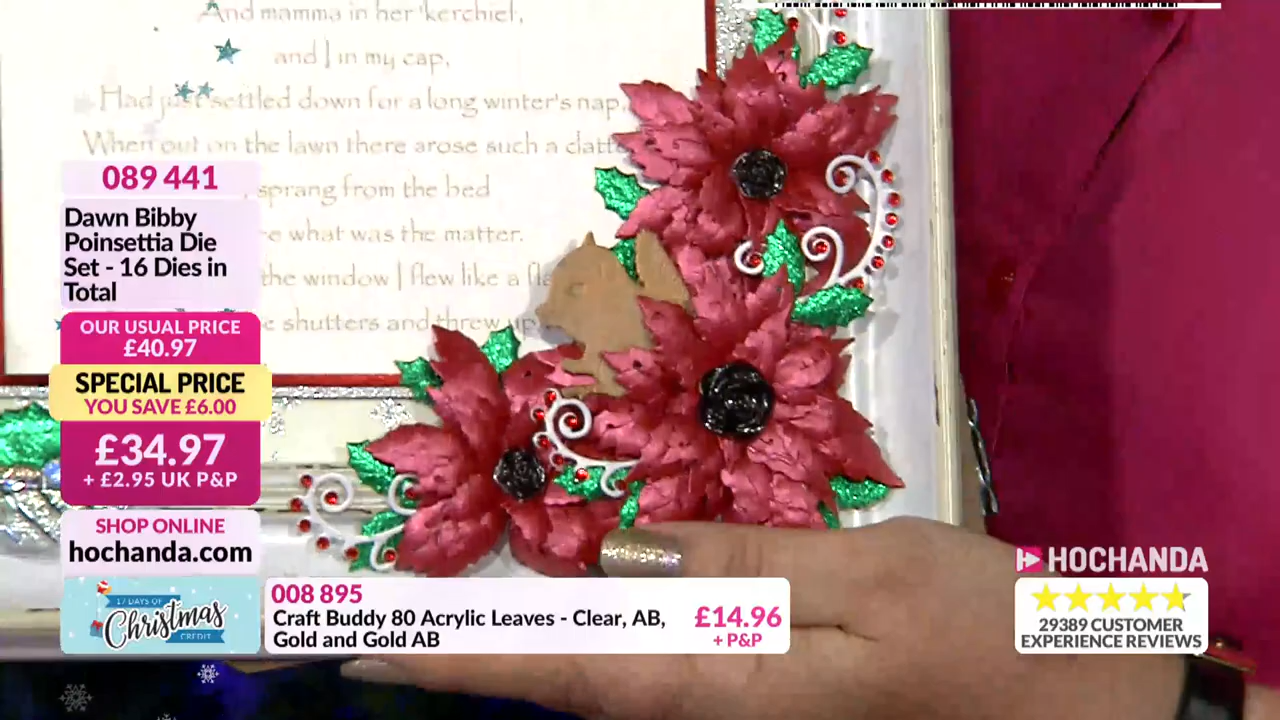 And mamma in her 'kerchief,
and I in my cap,
Had just settled down for a long winter's nap,
When out on the lawn there arose such a clatt
sprang from the bed
what was the matter.
the window I flew like a fl
shutters and threw up
089 441
Dawn Bibby
Poinsettia Die
Set - 16 Dies in
Total
OUR USUAL PRICE
£40.97
SPECIAL PRICE
YOU SAVE £6.00
£34.97
+ £2.95 UK P&P
SHOP ONLINE
hochanda.com
17 DAYS OF
Christmas
CREDIT
008 895
Craft Buddy 80 Acrylic Leaves - Clear, AB,
Gold and Gold AB
£14.96
+ P&P
HOCHANDA
29389 CUSTOMER
EXPERIENCE REVIEWS